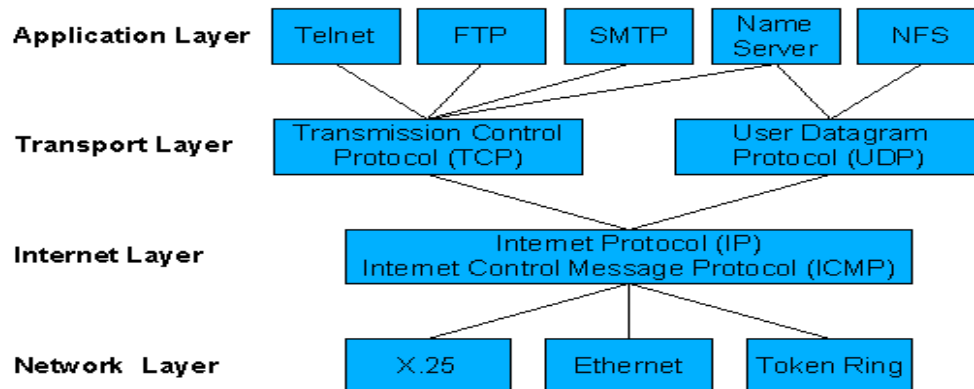 Application Layer
Telnet
FTP
SMTP
Name
Server
NFS
Transport Layer
Transmission Control
Protocol (TCP)
User Datagram
Protocol (UDP)
Internet Layer
Internet Protocol (IP)
Internet Control Message Protocol (ICMP)
Network Layer
X.25
Ethernet
Token Ring